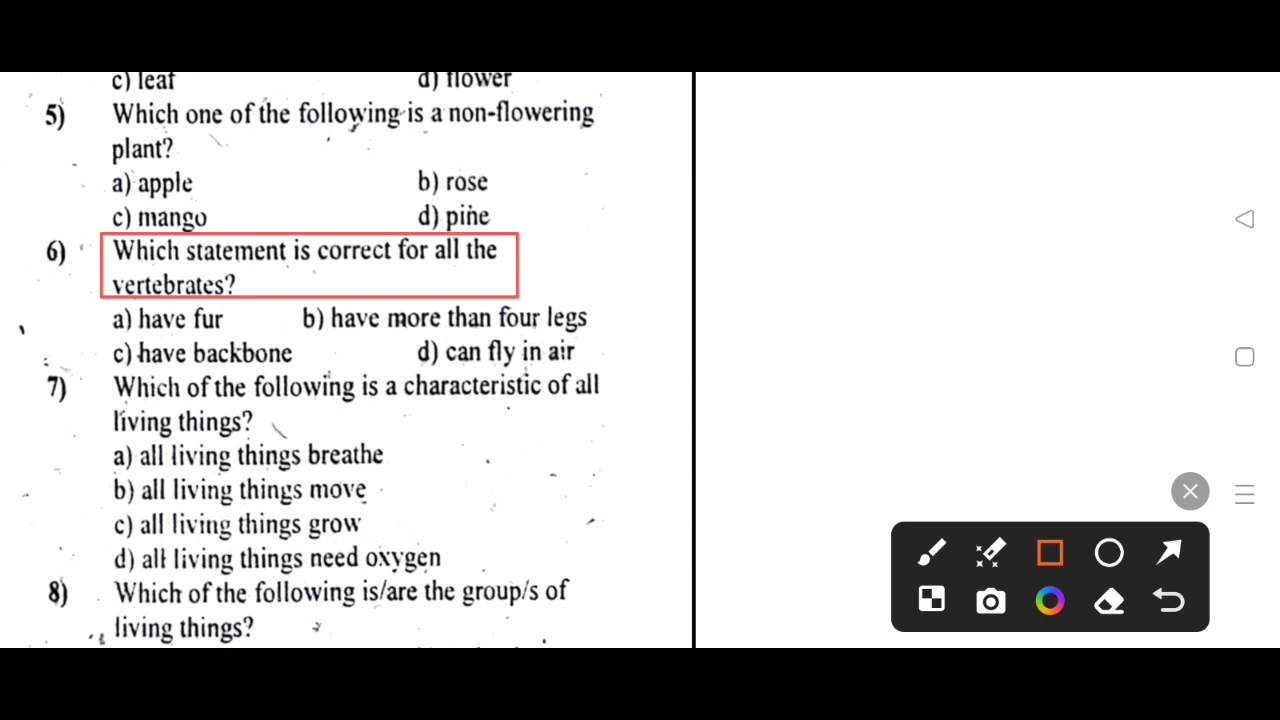 c) leaf d) flower
5) Which one of the following is a non-flowering
plant?
a) apple b) rose
c) mango d) pine
6) Which statement is correct for all the
vertebrates?
a) have fur b) have more than four legs
c) have backbone d) can fly in air
7) Which of the following is a characteristic of all
living things?
a) all living things breathe
b) all living things move
c) all living things grow
d) all living things need oxygen
8) Which of the following is/are the group/s of
living things?